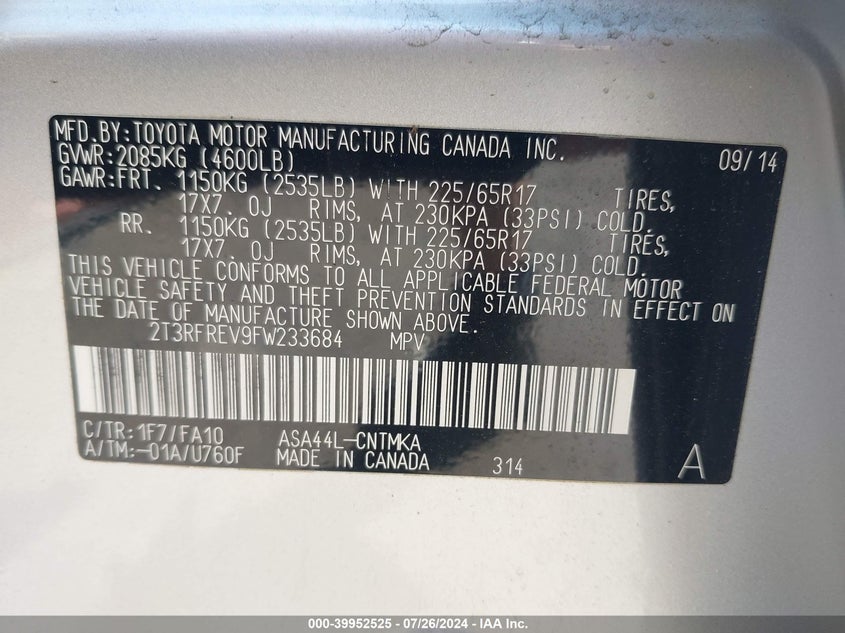 MFD.BY:TOYOTA MOTOR MANUFACTURING CANADA INC. 09/14
GVWR:2085KG (4600LB)
GAWR:FRT. 1150KG (2535LB) WITH 225/65R17 TIRES,
17X7.0J RIMS, AT 230KPA (33PSI) COLD.
RR. 1150KG (2535LB) WITH 225/65R17 TIRES,
17X7.0J RIMS, AT 230KPA (33PSI) COLD.
THIS VEHICLE CONFORMS TO ALL APPLICABLE FEDERAL MOTOR
VEHICLE SAFETY AND THEFT PREVENTION STANDARDS IN EFFECT ON
THE DATE OF MANUFACTURE SHOWN ABOVE.
2T3RFREV9FW233684 MPV
C/TR:1F7/FA10 ASA44L-CNTMKA
A/TM:-01A/U760F MADE IN CANADA 314 A
000-39952525 - 07/26/2024 - IAA Inc.